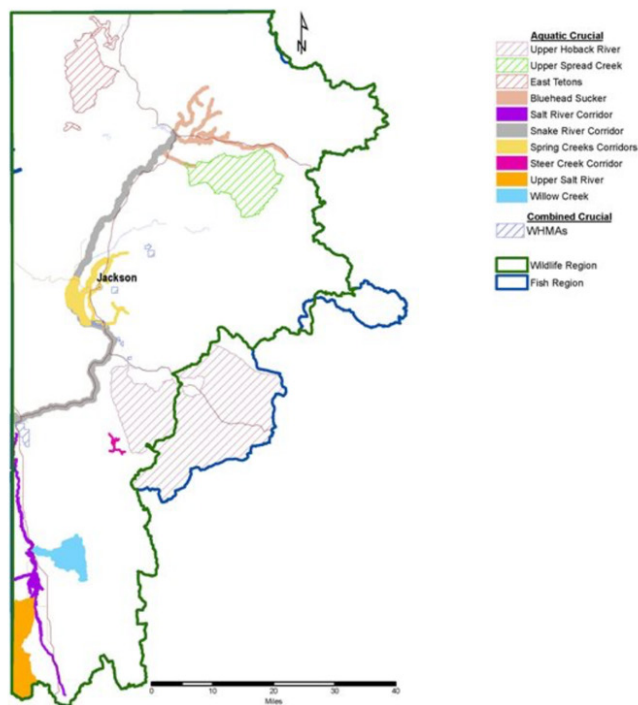 N
Aquatic Crucial
Upper Hoback River
Upper Spread Creek
East Tetons
Bluehead Sucker
Salt River Corridor
Snake River Corridor
Spring Creeks Corridors
Steer Creek Corridor
Upper Salt River
Willow Creek
Combined Crucial
WHMAs
Wildlife Region
Fish Region
Jackson
0 10 20 40
Miles